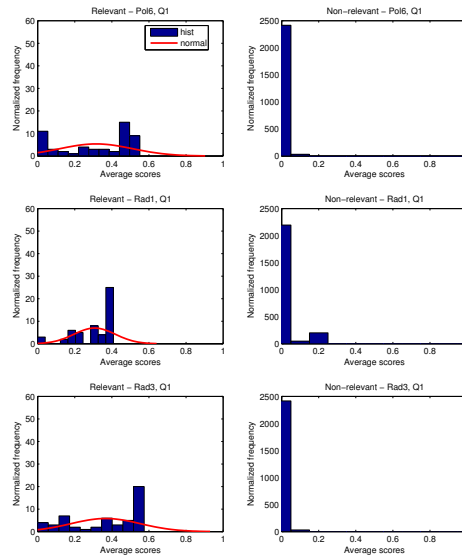 Relevant − Pol6, Q1
Non−relevant − Pol6, Q1
60
50
40
30
20
10
0
Normalized frequency
hist
normal
0 0.2 0.4 0.6 0.8 1
Average scores
2500
2000
1500
1000
500
0
Normalized frequency
0 0.2 0.4 0.6 0.8
Average scores
Relevant − Rad1, Q1
Non−relevant − Rad1, Q1
60
50
40
30
20
10
0
Normalized frequency
0 0.2 0.4 0.6 0.8 1
Average scores
2500
2000
1500
1000
500
0
Normalized frequency
0 0.2 0.4 0.6 0.8
Average scores
Relevant − Rad3, Q1
Non−relevant − Rad3, Q1
60
50
40
30
20
10
0
Normalized frequency
0 0.2 0.4 0.6 0.8 1
Average scores
2500
2000
1500
1000
500
0
Normalized frequency
0 0.2 0.4 0.6 0.8
Average scores